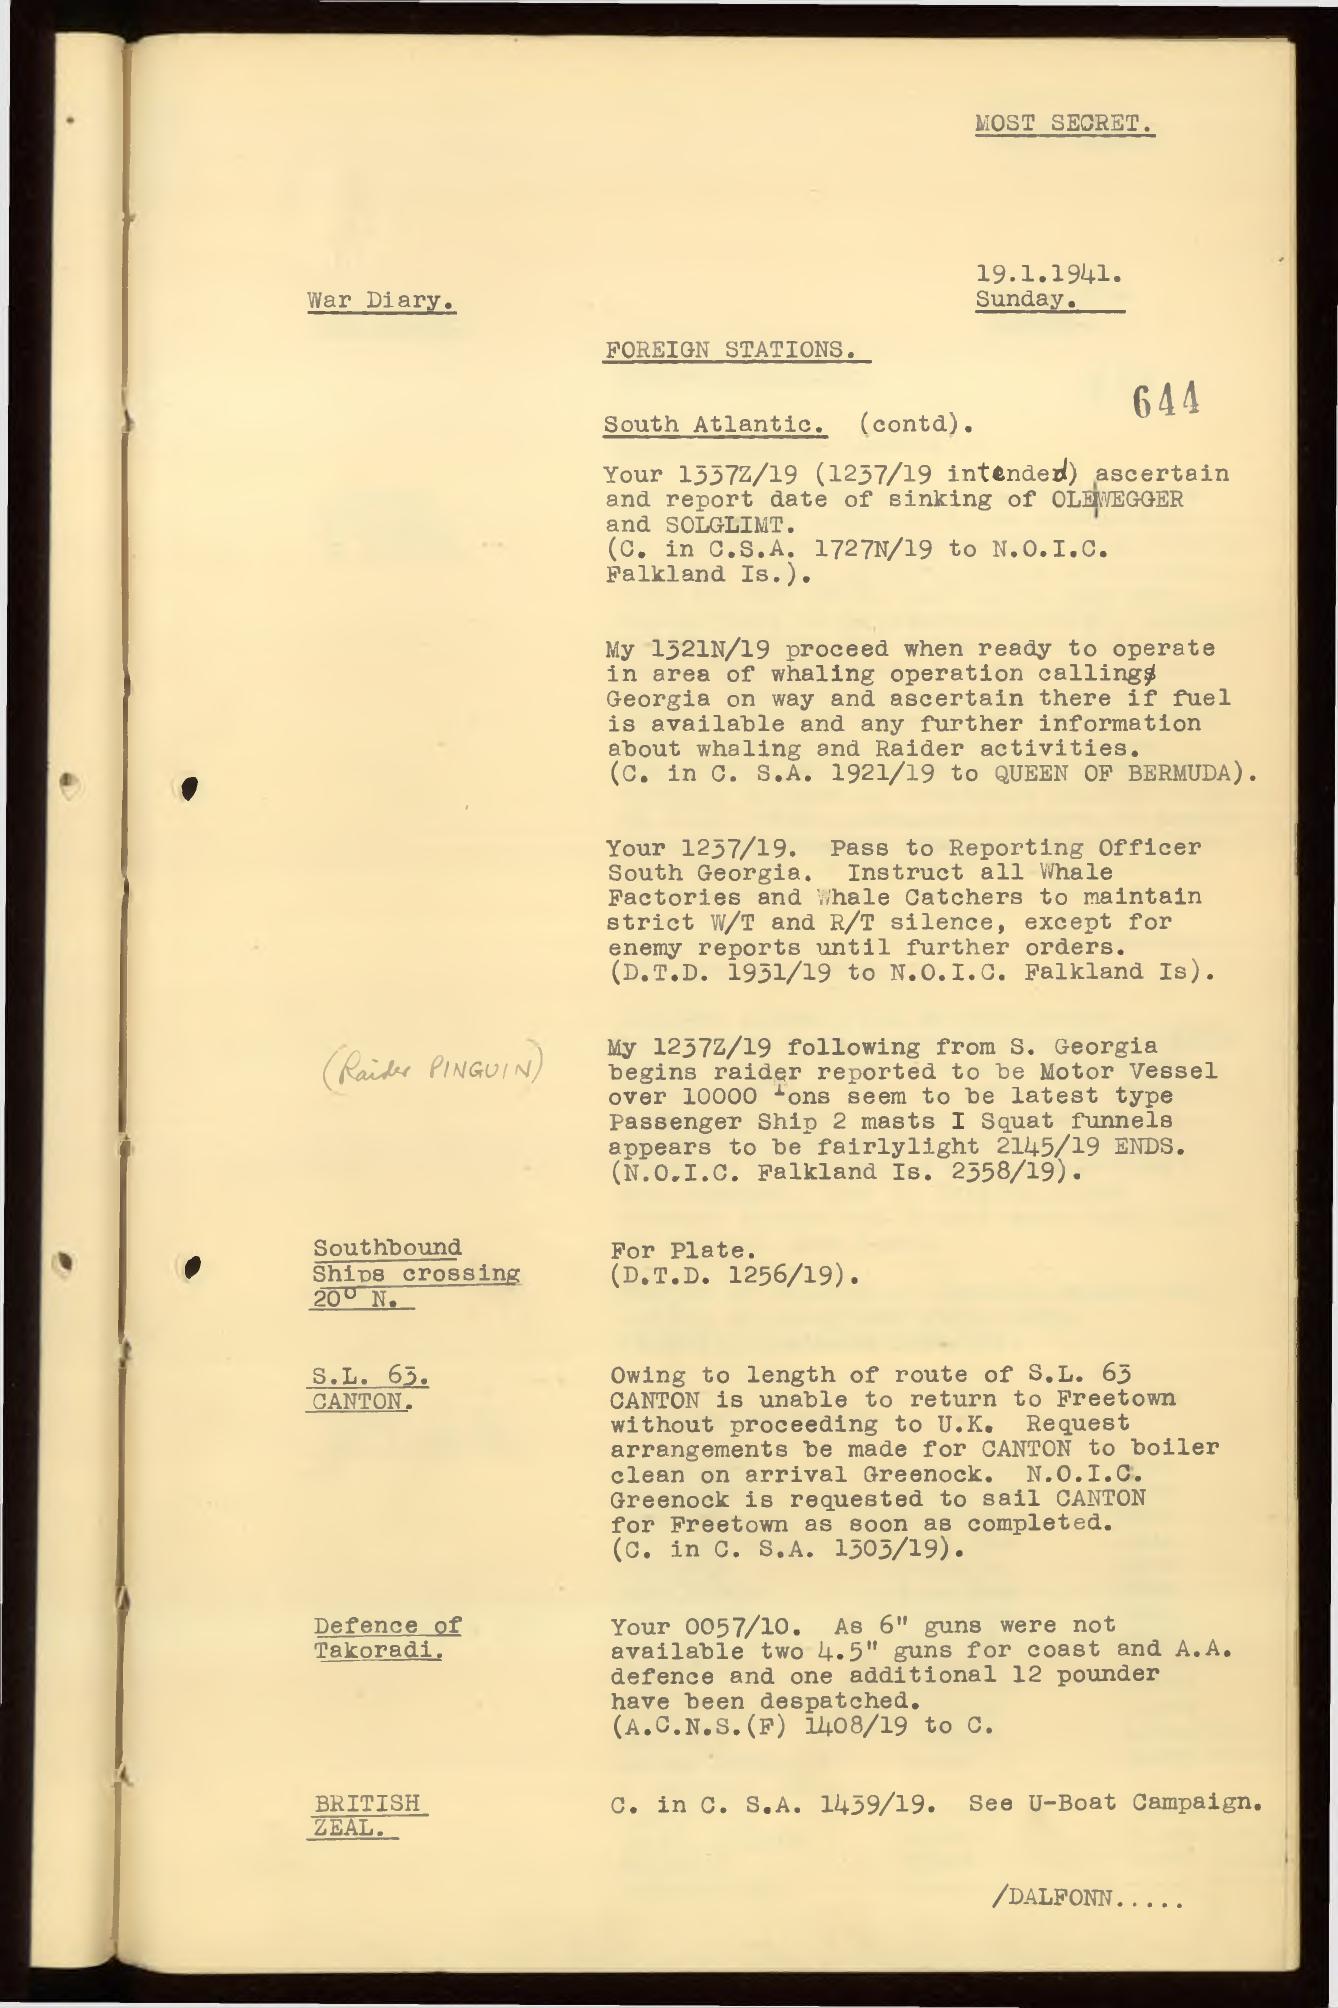 MOST SECRET.
19.1.1941.
War Diary.
Sunday.
FOREIGN STATIONS.
644
South Atlantic. (contd).
Your 1337Z/19 (1237/19 intended) ascertain
and report date of sinking of OLE WEGGER
and SOLGLIMT.
(C. in C.S.A. 1727N/19 to N.O.I.C.
Falkland Is.).
My 1321N/19 proceed when ready to operate
in area of whaling operation calling
Georgia on way and ascertain there if fuel
is available and any further information
about whaling and Raider activities.
(C. in C. S.A. 1921/19 to QUEEN OF BERMUDA).
Your 1237/19. Pass to Reporting Officer
South Georgia. Instruct all Whale
Factories and Whale Catchers to maintain
strict W/T and R/T silence, except for
enemy reports until further orders.
(D.T.D. 1931/19 to N.O.I.C. Falkland Is).
(Raider PINGUIN)
My 1237Z/19 following from S. Georgia
begins raider reported to be Motor Vessel
over 10000 Tons seem to be latest type
Passenger Ship 2 masts I Squat funnels
appears to be fairlylight 2145/19 ENDS.
(N.O.I.C. Falkland Is. 2358/19).
Southbound
Ships crossing
20° N.
For Plate.
(D.T.D. 1256/19).
S.L. 63.
CANTON.
Owing to length of route of S.L. 63
CANTON is unable to return to Freetown
without proceeding to U.K. Request
arrangements be made for CANTON to boiler
clean on arrival Greenock. N.O.I.C.
Greenock is requested to sail CANTON
for Freetown as soon as completed.
(C. in C. S.A. 1303/19).
Defence of
Takoradi.
Your 0057/10. As 6" guns were not
available two 4.5" guns for coast and A.A.
defence and one additional 12 pounder
have been despatched.
(A.C.N.S.(F) 1408/19 to C.
BRITISH
ZEAL.
C. in C. S.A. 1439/19. See U-Boat Campaign.
/DALFONN.....